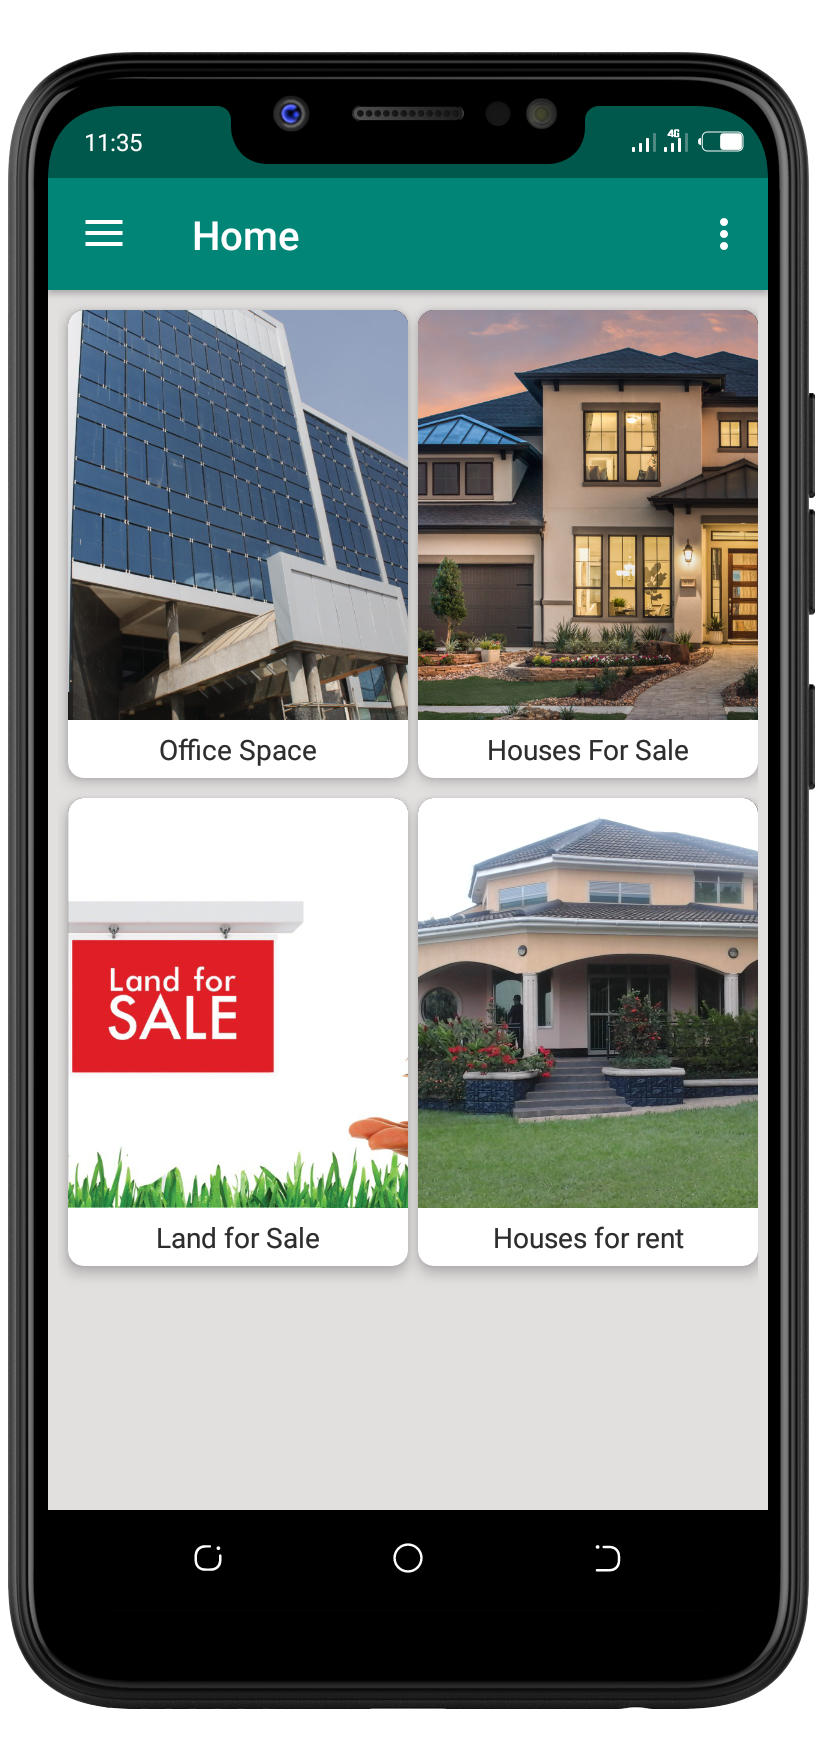 11:35
4G
Home
Office Space
Houses For Sale
Land for
SALE
Land for Sale
Houses for rent